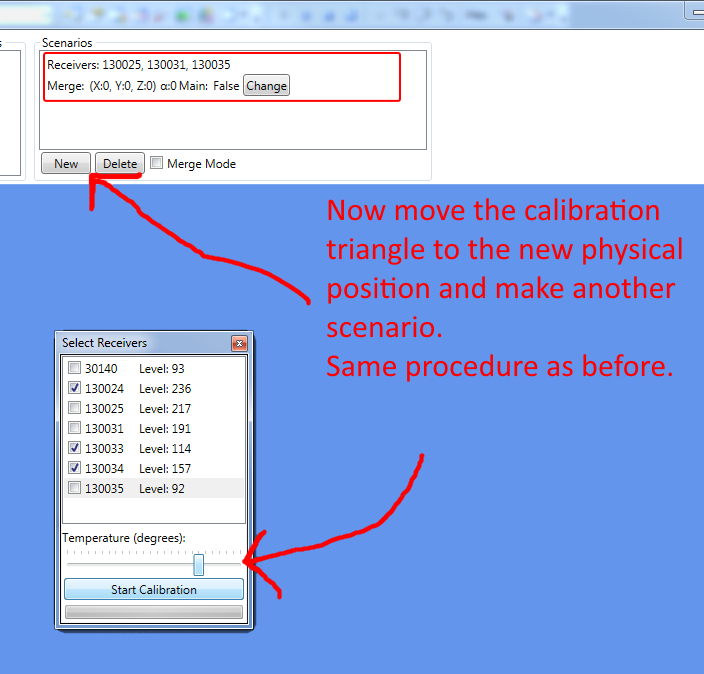 Scenarios
Receivers: 130025, 130031, 130035
Merge: (X:0, Y:0, Z:0) α:0 Main: False Change
New Delete Merge Mode
Now move the calibration
triangle to the new physical
position and make another
scenario.
Same procedure as before.
Select Receivers
30140 Level: 93
130024 Level: 236
130025 Level: 217
130031 Level: 191
130033 Level: 114
130034 Level: 157
130035 Level: 92
Temperature (degrees):
Start Calibration